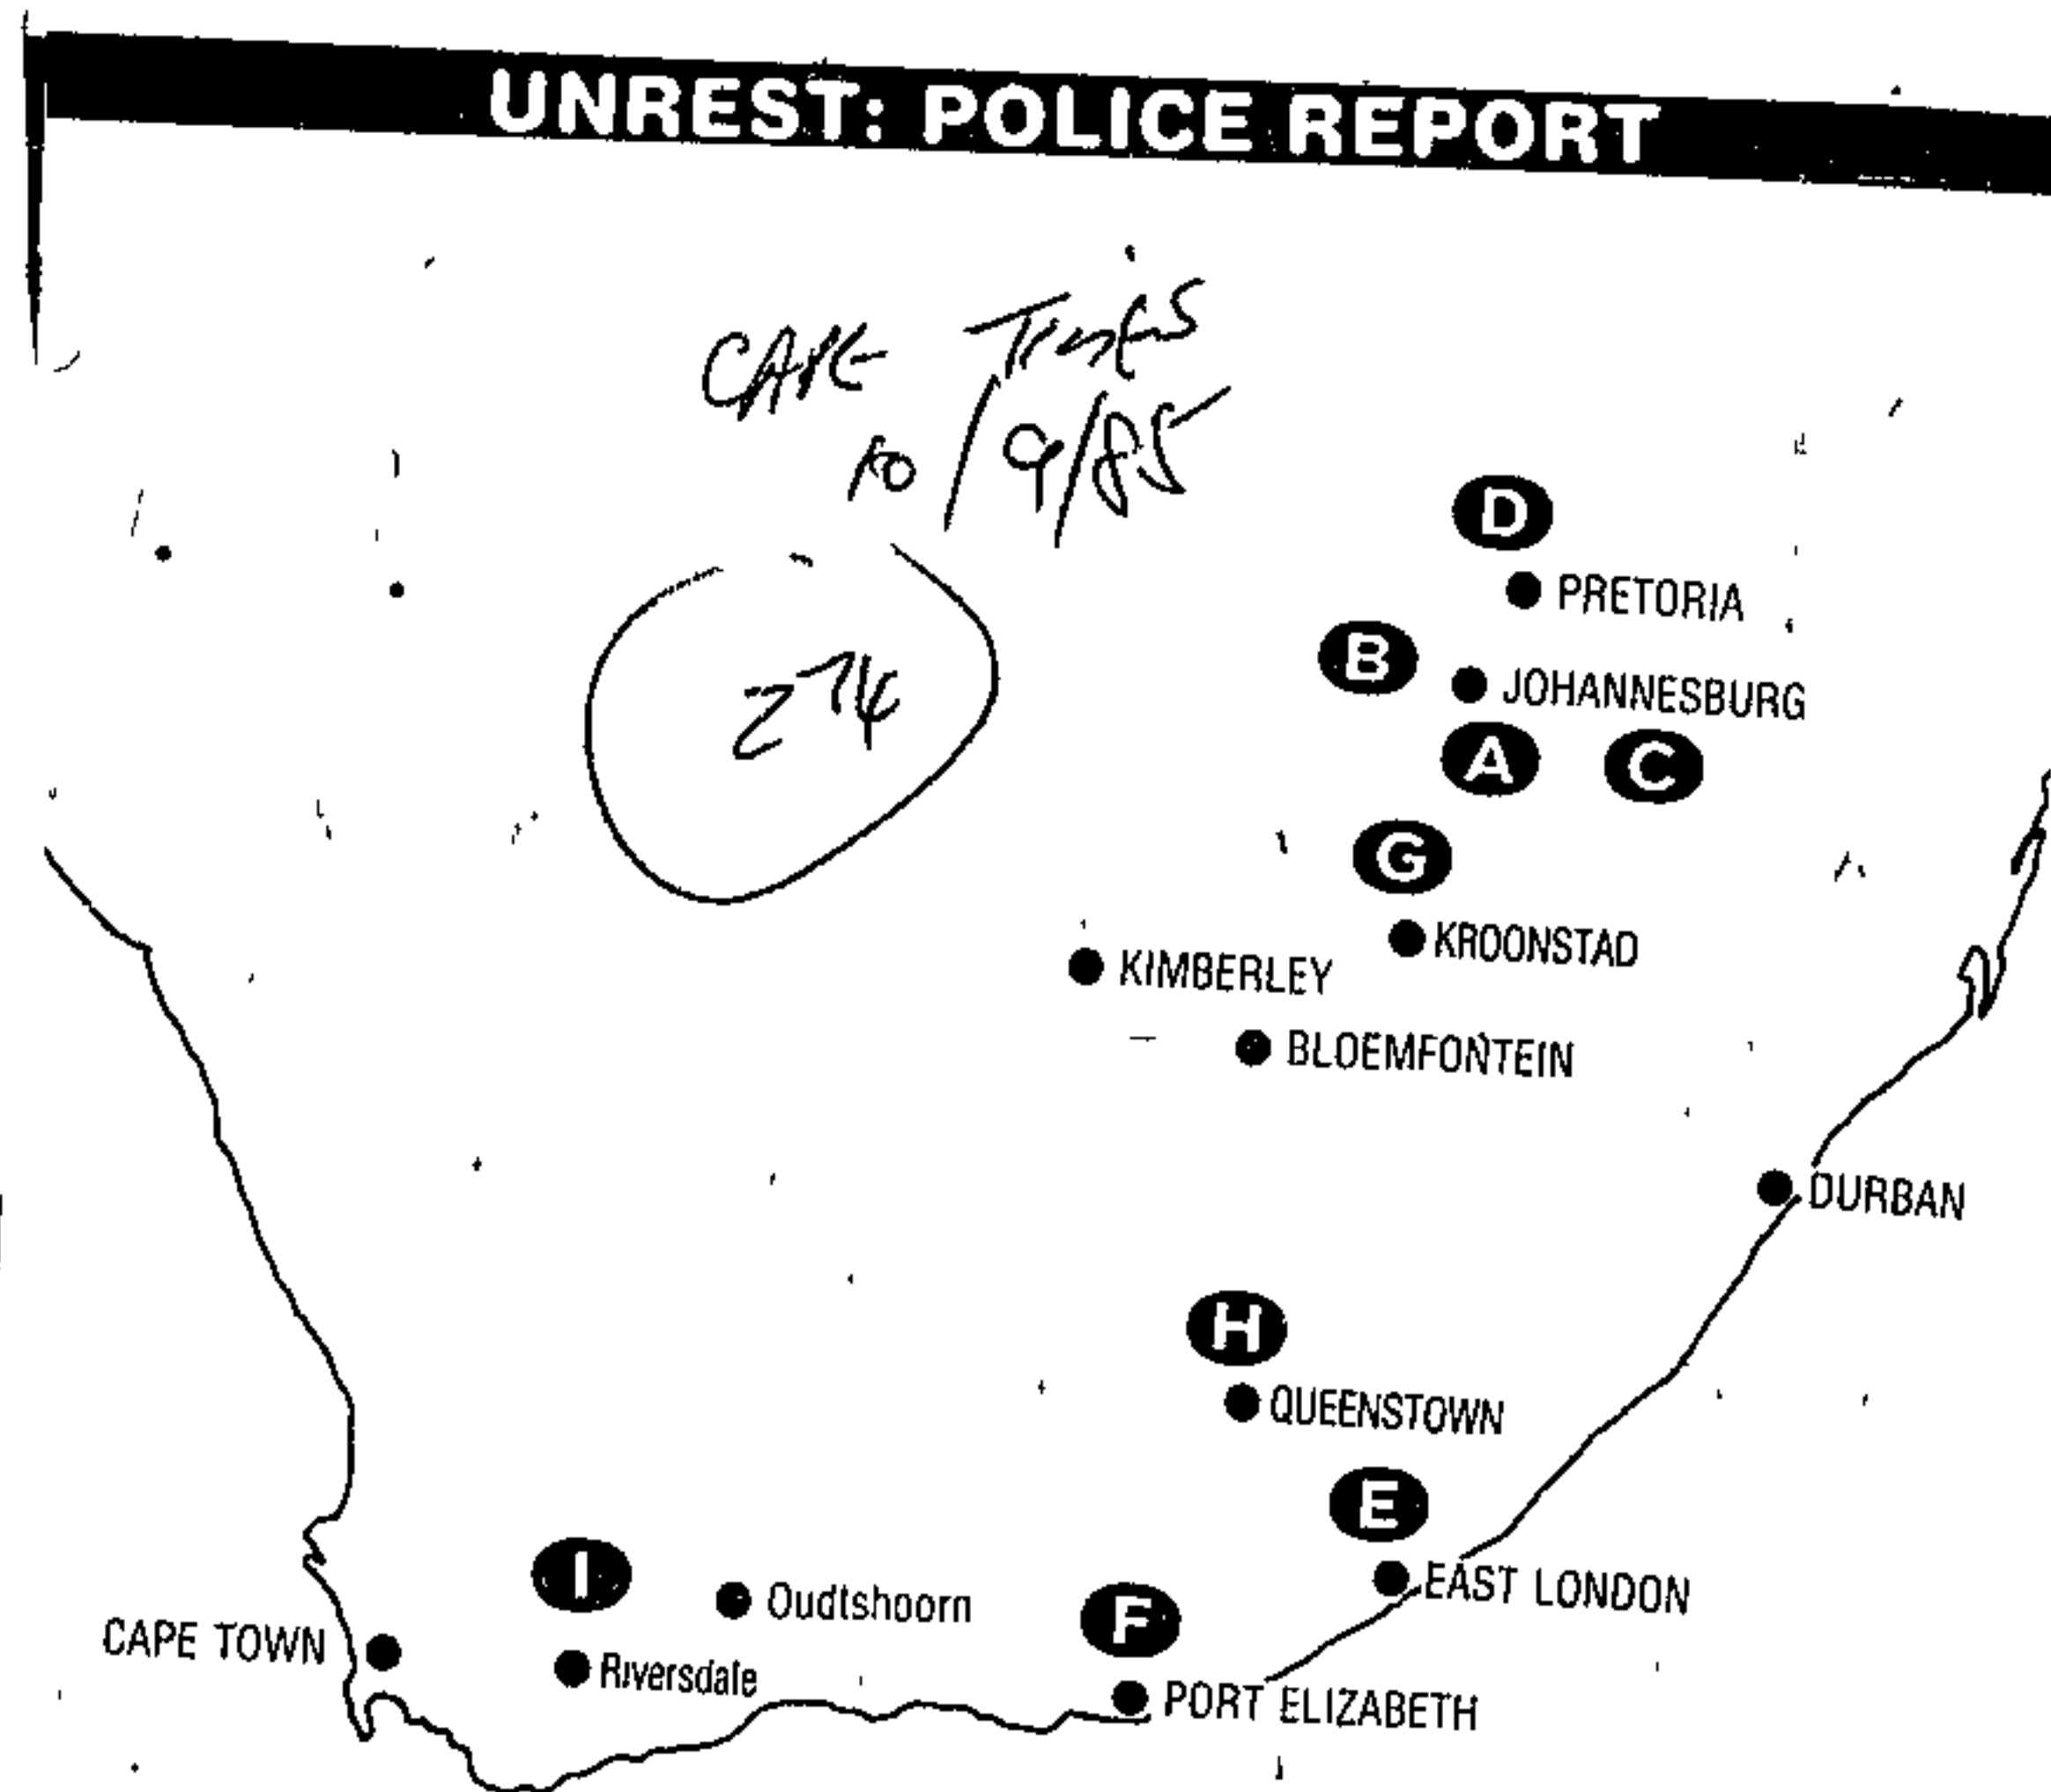 UNREST: POLICE REPORT
CAPE TIMES
10/9/85
274
D
PRETORIA
B
JOHANNESBURG
A C
G
KROONSTAD
KIMBERLEY
BLOEMFONTEIN
DURBAN
H
QUEENSTOWN
E
EAST LONDON
I
Oudtshoorn
F
CAPE TOWN
Riversdale
PORT ELIZABETH